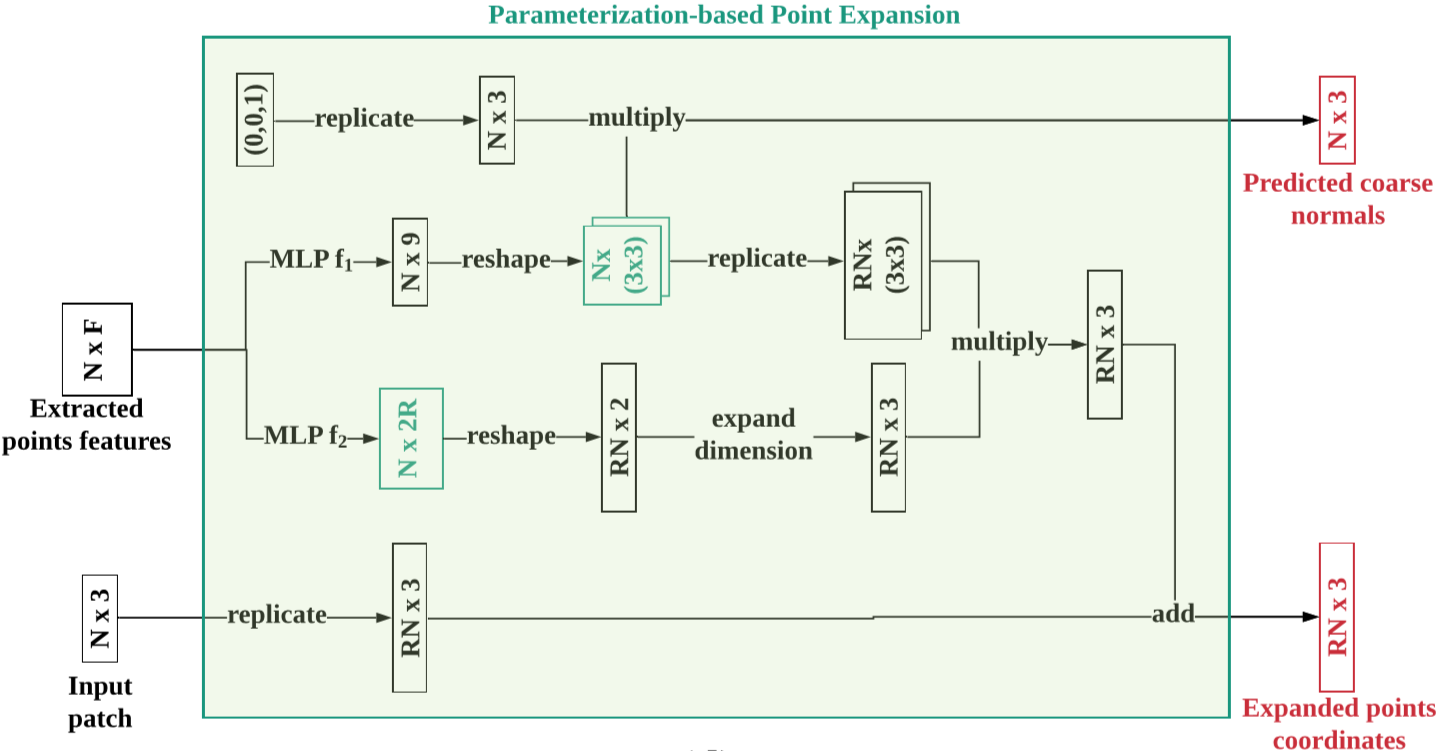 Parameterization-based Point Expansion
(0,0,1)
replicate
N x 3
multiply
N x 3
Predicted coarse
normals
MLP f₁
N x 9
reshape
Nx
(3x3)
replicate
RNx
(3x3)
N x F
Extracted
points features
multiply
RN x 3
MLP f₂
N x 2R
reshape
RN x 2
expand
dimension
RN x 3
N x 3
Input
patch
replicate
RN x 3
add
RN x 3
Expanded points
coordinates